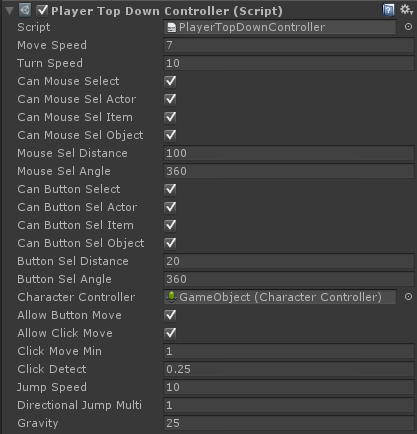 Player Top Down Controller (Script)
Script PlayerTopDownController
Move Speed 7
Turn Speed 10
Can Mouse Select
Can Mouse Sel Actor
Can Mouse Sel Item
Can Mouse Sel Object
Mouse Sel Distance 100
Mouse Sel Angle 360
Can Button Select
Can Button Sel Actor
Can Button Sel Item
Can Button Sel Object
Button Sel Distance 20
Button Sel Angle 360
Character Controller GameObject (Character Controller)
Allow Button Move
Allow Click Move
Click Move Min 1
Click Detect 0.25
Jump Speed 10
Directional Jump Multi 1
Gravity 25